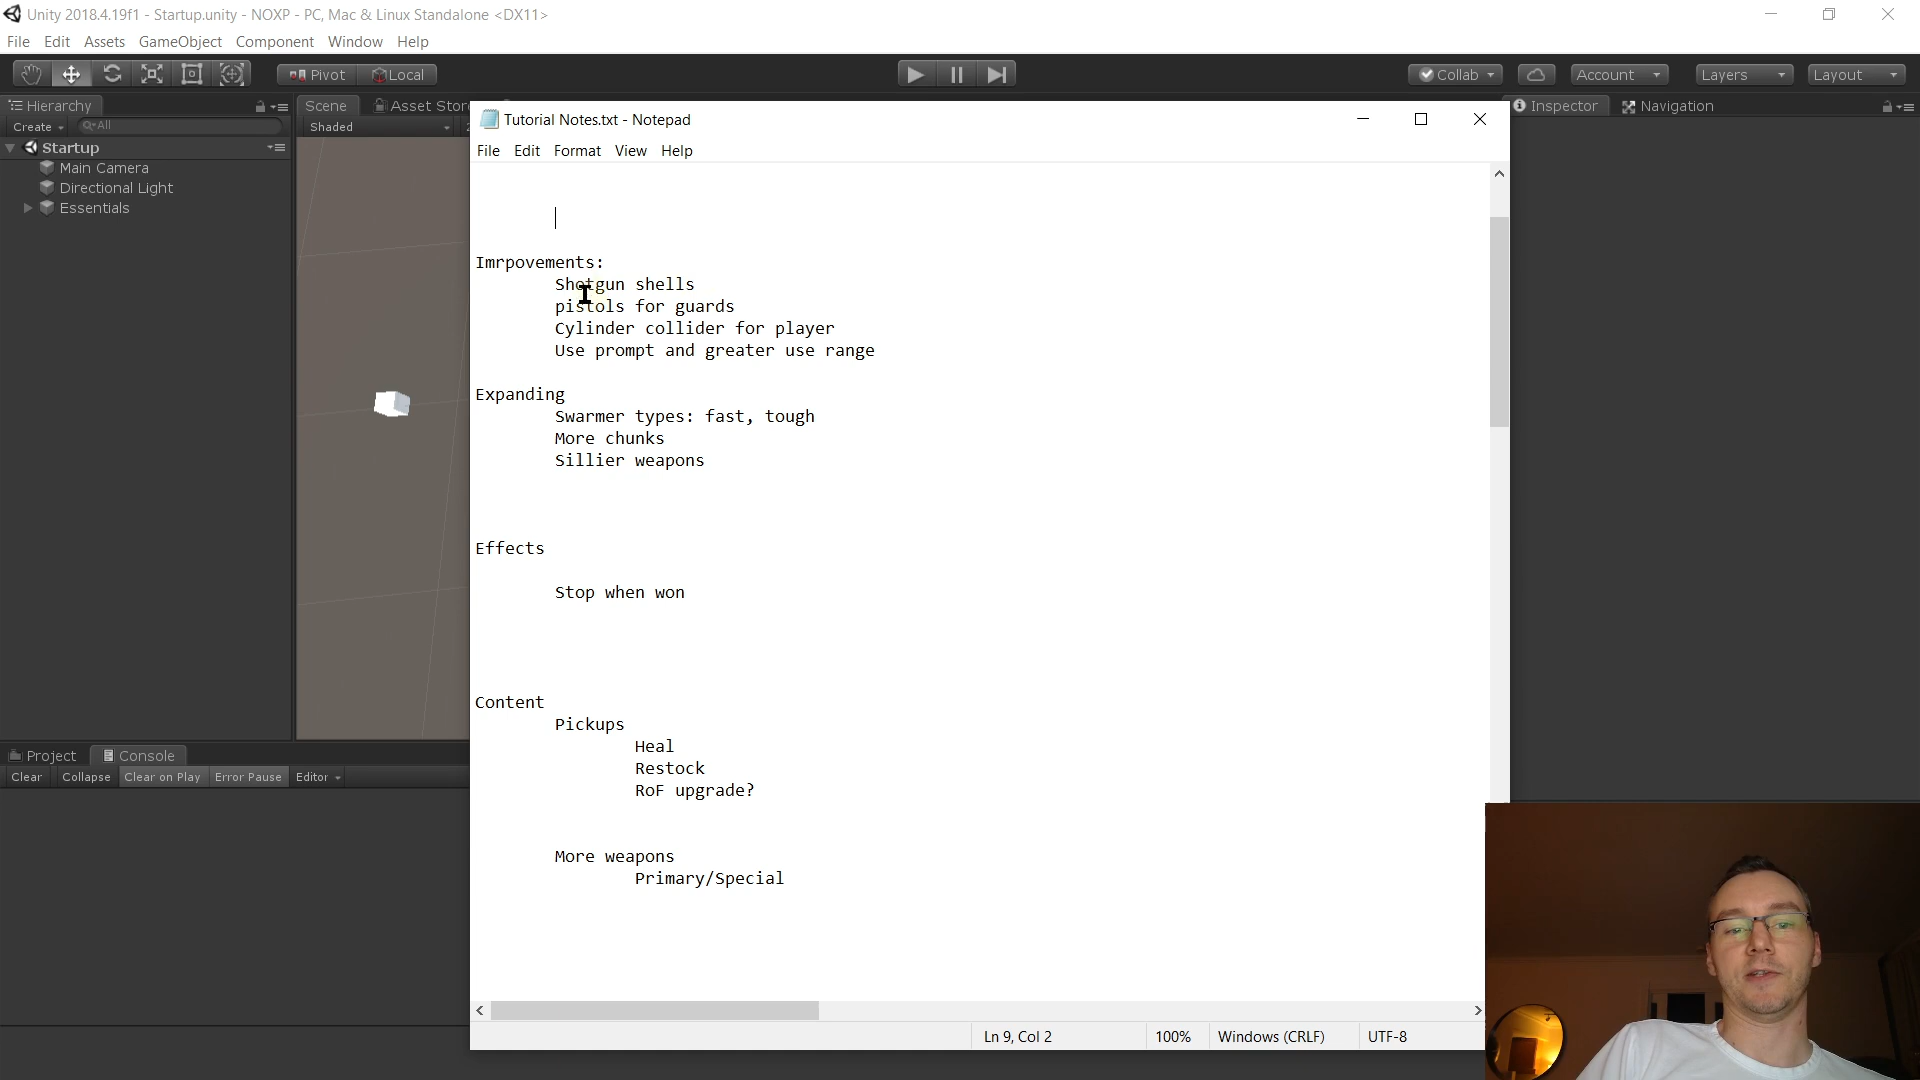 Unity 2018.4.19f1 - Startup.unity - NOXP - PC, Mac & Linux Standalone <DX11>
File Edit Assets GameObject Component Window Help
Pivot Local Collab Account Layers Layout
Hierarchy Scene Asset Stor Inspector Navigation
Create All Shaded 2
Startup
Main Camera
Directional Light
Essentials
Tutorial Notes.txt - Notepad
File Edit Format View Help
Imrpovements:
Shotgun shells
pistols for guards
Cylinder collider for player
Use prompt and greater use range
Expanding
Swarmer types: fast, tough
More chunks
Sillier weapons
Effects
Stop when won
Content
Pickups
Heal
Restock
RoF upgrade?
More weapons
Primary/Special
Project Console
Clear Collapse Clear on Play Error Pause Editor
Ln 9, Col 2 100% Windows (CRLF) UTF-8